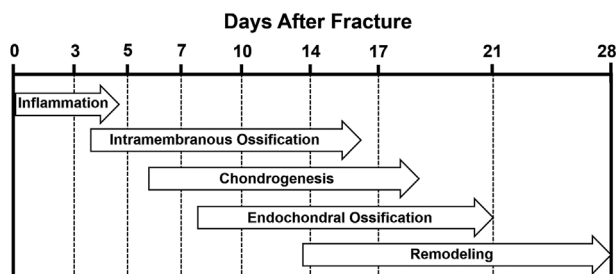 Days After Fracture
0 3 5 7 10 14 17 21 28
Inflammation
Intramembranous Ossification
Chondrogenesis
Endochondral Ossification
Remodeling